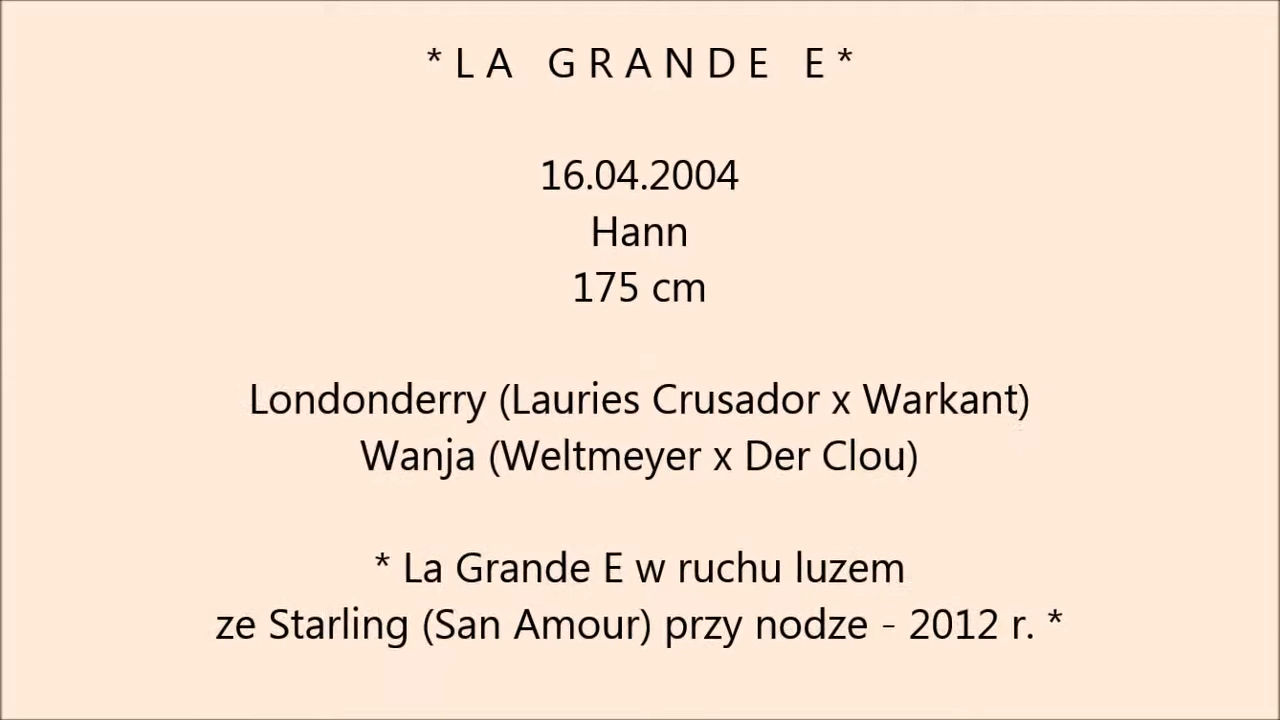 * L A   G R A N D E   E *
16.04.2004
Hann
175 cm
Londonderry (Lauries Crusador x Warkant)
Wanja (Weltmeyer x Der Clou)
* La Grande E w ruchu luzem
ze Starling (San Amour) przy nodze - 2012 r. *